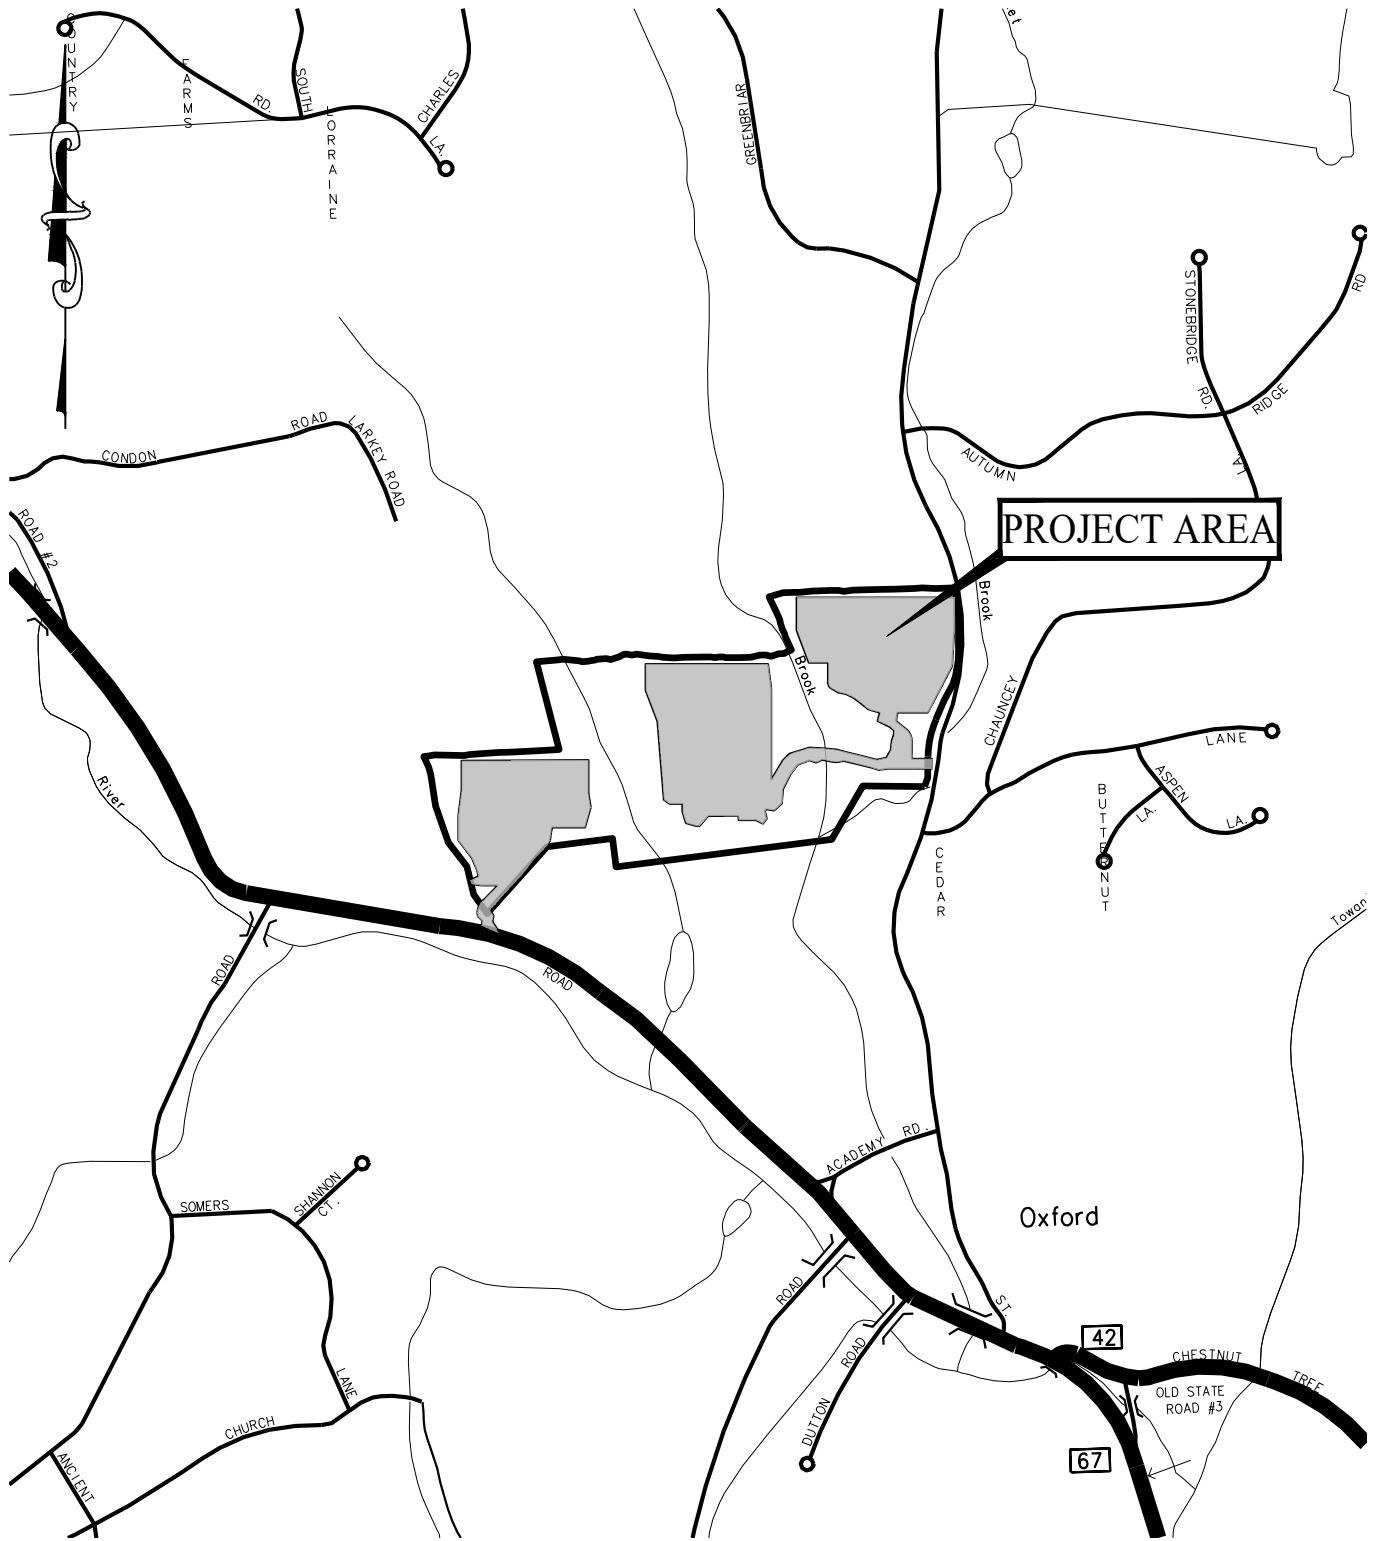 COUNTRY
FARMS
RD.
SOUTH
LORRAINE
CHARLES
LA.
GREENBRIAR
et
STONEBRIDGE
RD.
RD
RIDGE
AUTUMN
LA
CONDON
ROAD
LARKEY ROAD
ROAD #2
PROJECT AREA
Brook
Brook
CHAUNCEY
LANE
ASPEN
LA.
LA.
BUTTERNUT
River
CEDAR
Towan
ROAD
ROAD
ACADEMY
RD.
SOMERS
SHANNON
CT.
Oxford
ROAD
ROAD
ST.
42
CHESTNUT
TREE
OLD STATE
ROAD #3
LANE
CHURCH
DUTTON
67
ANCIENT